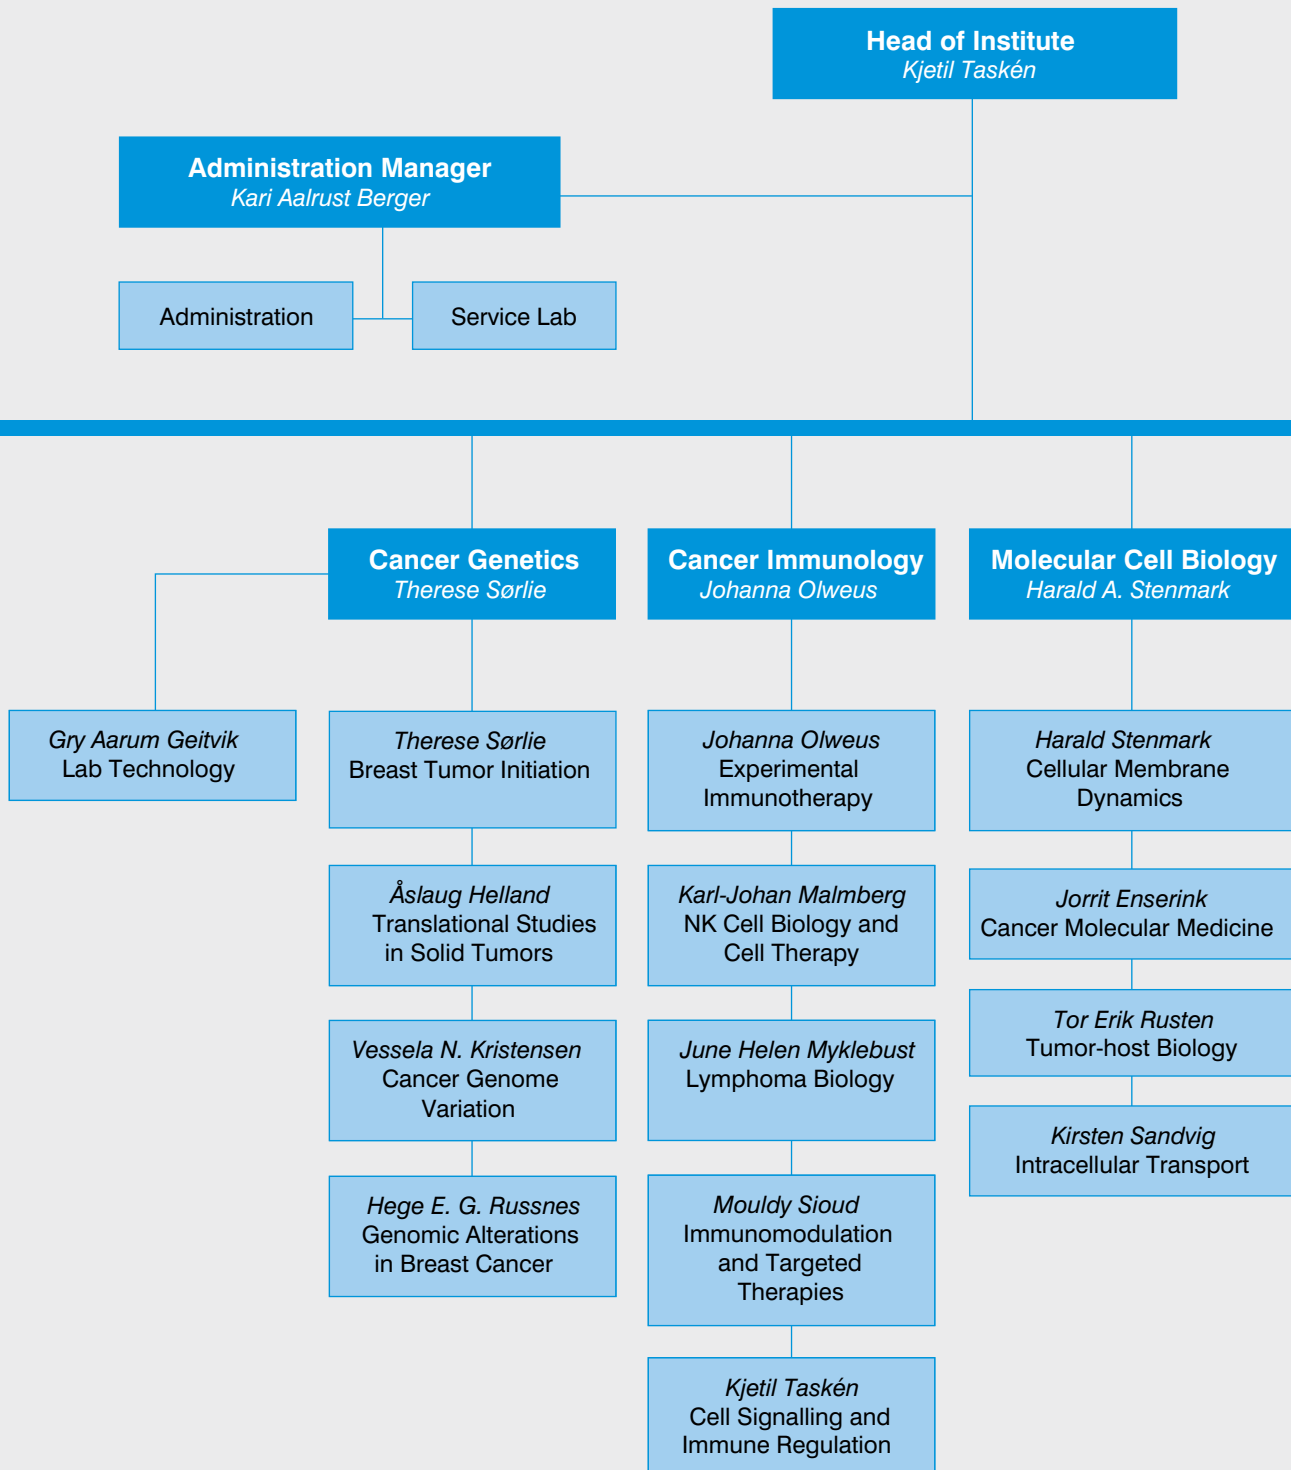 Head of Institute
Kjetil Taskén
Administration Manager
Kari Aalrust Berger
Administration
Service Lab
Cancer Genetics
Therese Sørlie
Cancer Immunology
Johanna Olweus
Molecular Cell Biology
Harald A. Stenmark
Gry Aarum Geitvik
Lab Technology
Therese Sørlie
Breast Tumor Initiation
Åslaug Helland
Translational Studies
in Solid Tumors
Vessela N. Kristensen
Cancer Genome
Variation
Hege E. G. Russnes
Genomic Alterations
in Breast Cancer
Johanna Olweus
Experimental
Immunotherapy
Karl-Johan Malmberg
NK Cell Biology and
Cell Therapy
June Helen Myklebust
Lymphoma Biology
Mouldy Sioud
Immunomodulation
and Targeted
Therapies
Kjetil Taskén
Cell Signalling and
Immune Regulation
Harald Stenmark
Cellular Membrane
Dynamics
Jorrit Enserink
Cancer Molecular Medicine
Tor Erik Rusten
Tumor-host Biology
Kirsten Sandvig
Intracellular Transport